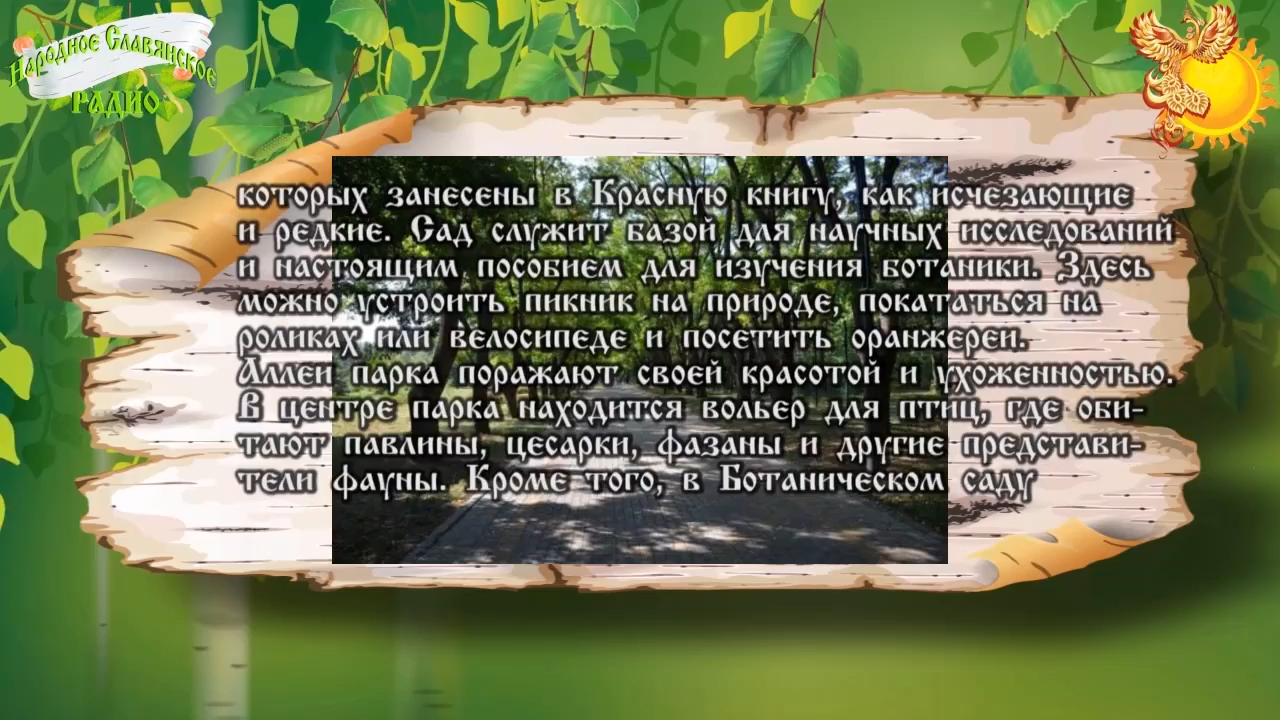 Народное Славянское
РАДИО
которых занесены в Красную книгу, как исчезающие
и редкие. Сад служит базой для научных исследований
и настоящим пособием для изучения ботаники. Здесь
можно устроить пикник на природе, покататься на
роликах или велосипеде и посетить оранжереи.
Аллеи парка поражают своей красотой и ухоженностью.
В центре парка находится вольер для птиц, где оби-
тают павлины, цесарки, фазаны и другие представи-
тели фауны. Кроме того, в Ботаническом саду